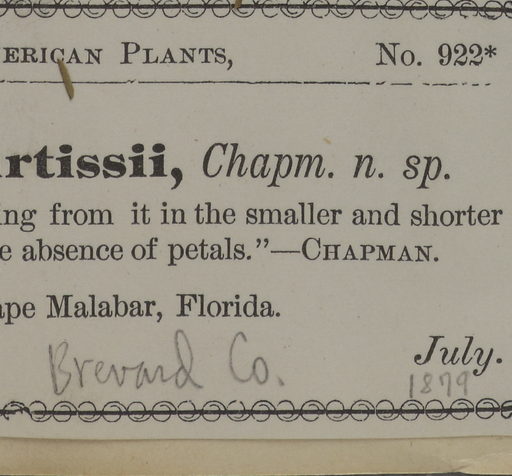 ERICAN PLANTS, No. 922*
rtissii, Chapm. n. sp.
ing from it in the smaller and shorter
e absence of petals."—CHAPMAN.
ape Malabar, Florida.
Brevard Co. July.
1879